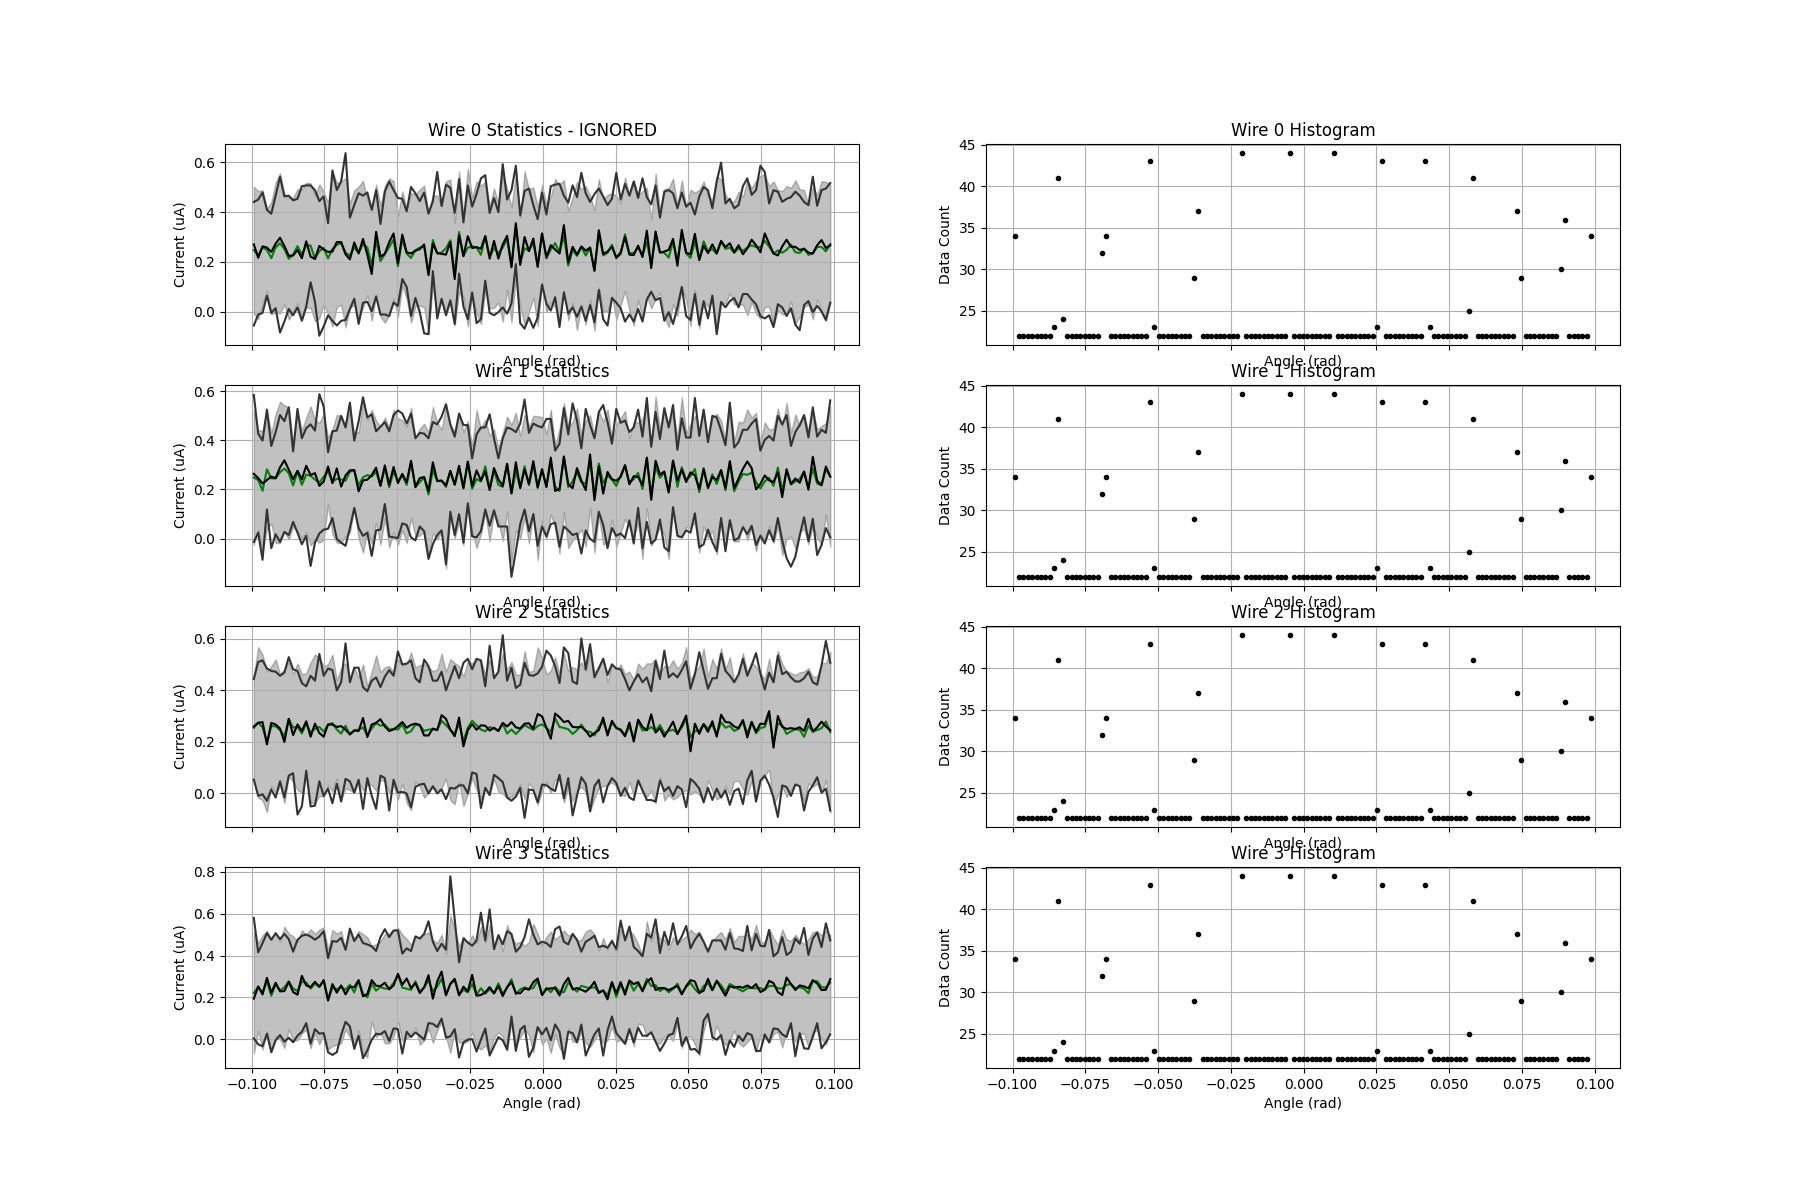 Wire 0 Statistics - IGNORED
Current (uA)
0.6
0.4
0.2
0.0
Angle (rad)
Wire 0 Histogram
Data Count
45
40
35
30
25
Angle (rad)
Wire 1 Statistics
Current (uA)
0.6
0.4
0.2
0.0
Angle (rad)
Wire 1 Histogram
Data Count
45
40
35
30
25
Angle (rad)
Wire 2 Statistics
Current (uA)
0.6
0.4
0.2
0.0
Angle (rad)
Wire 2 Histogram
Data Count
45
40
35
30
25
Angle (rad)
Wire 3 Statistics
Current (uA)
0.8
0.6
0.4
0.2
0.0
−0.100 −0.075 −0.050 −0.025 0.000 0.025 0.050 0.075 0.100
Angle (rad)
Wire 3 Histogram
Data Count
45
40
35
30
25
−0.100 −0.075 −0.050 −0.025 0.000 0.025 0.050 0.075 0.100
Angle (rad)